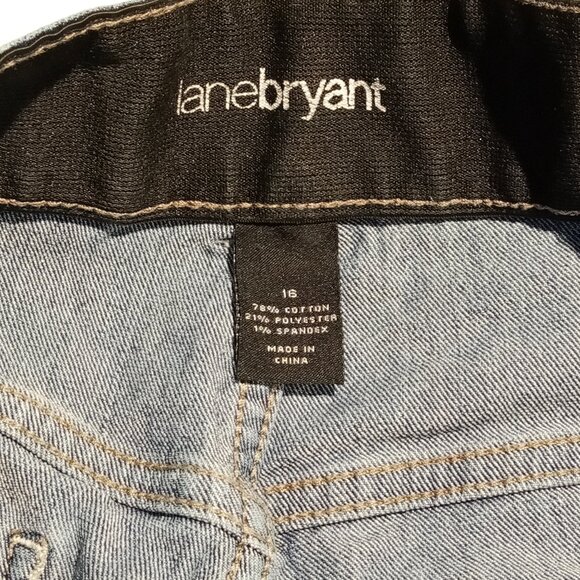 lanebryant
16
78% COTTON
21% POLYESTER
1% SPANDEX
MADE IN
CHINA